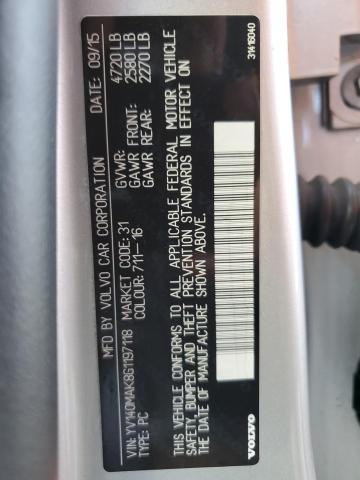 MFD BY VOLVO CAR CORPORATION DATE: 09/15
VIN: YV140MAK8G1197118 MARKET CODE: 31 GVWR: 4720 LB
TYPE: PC COLOUR: 711-16 GAWR FRONT: 2580 LB
GAWR REAR: 2270 LB
THIS VEHICLE CONFORMS TO ALL APPLICABLE FEDERAL MOTOR VEHICLE
SAFETY, BUMPER AND THEFT PREVENTION STANDARDS IN EFFECT ON
THE DATE OF MANUFACTURE SHOWN ABOVE.
VOLVO 31416040